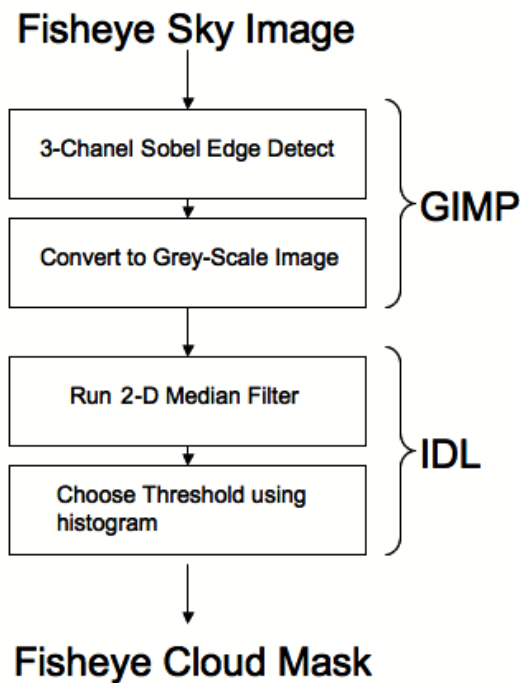 Fisheye Sky Image
3-Chanel Sobel Edge Detect
Convert to Grey-Scale Image
GIMP
Run 2-D Median Filter
Choose Threshold using
histogram
IDL
Fisheye Cloud Mask